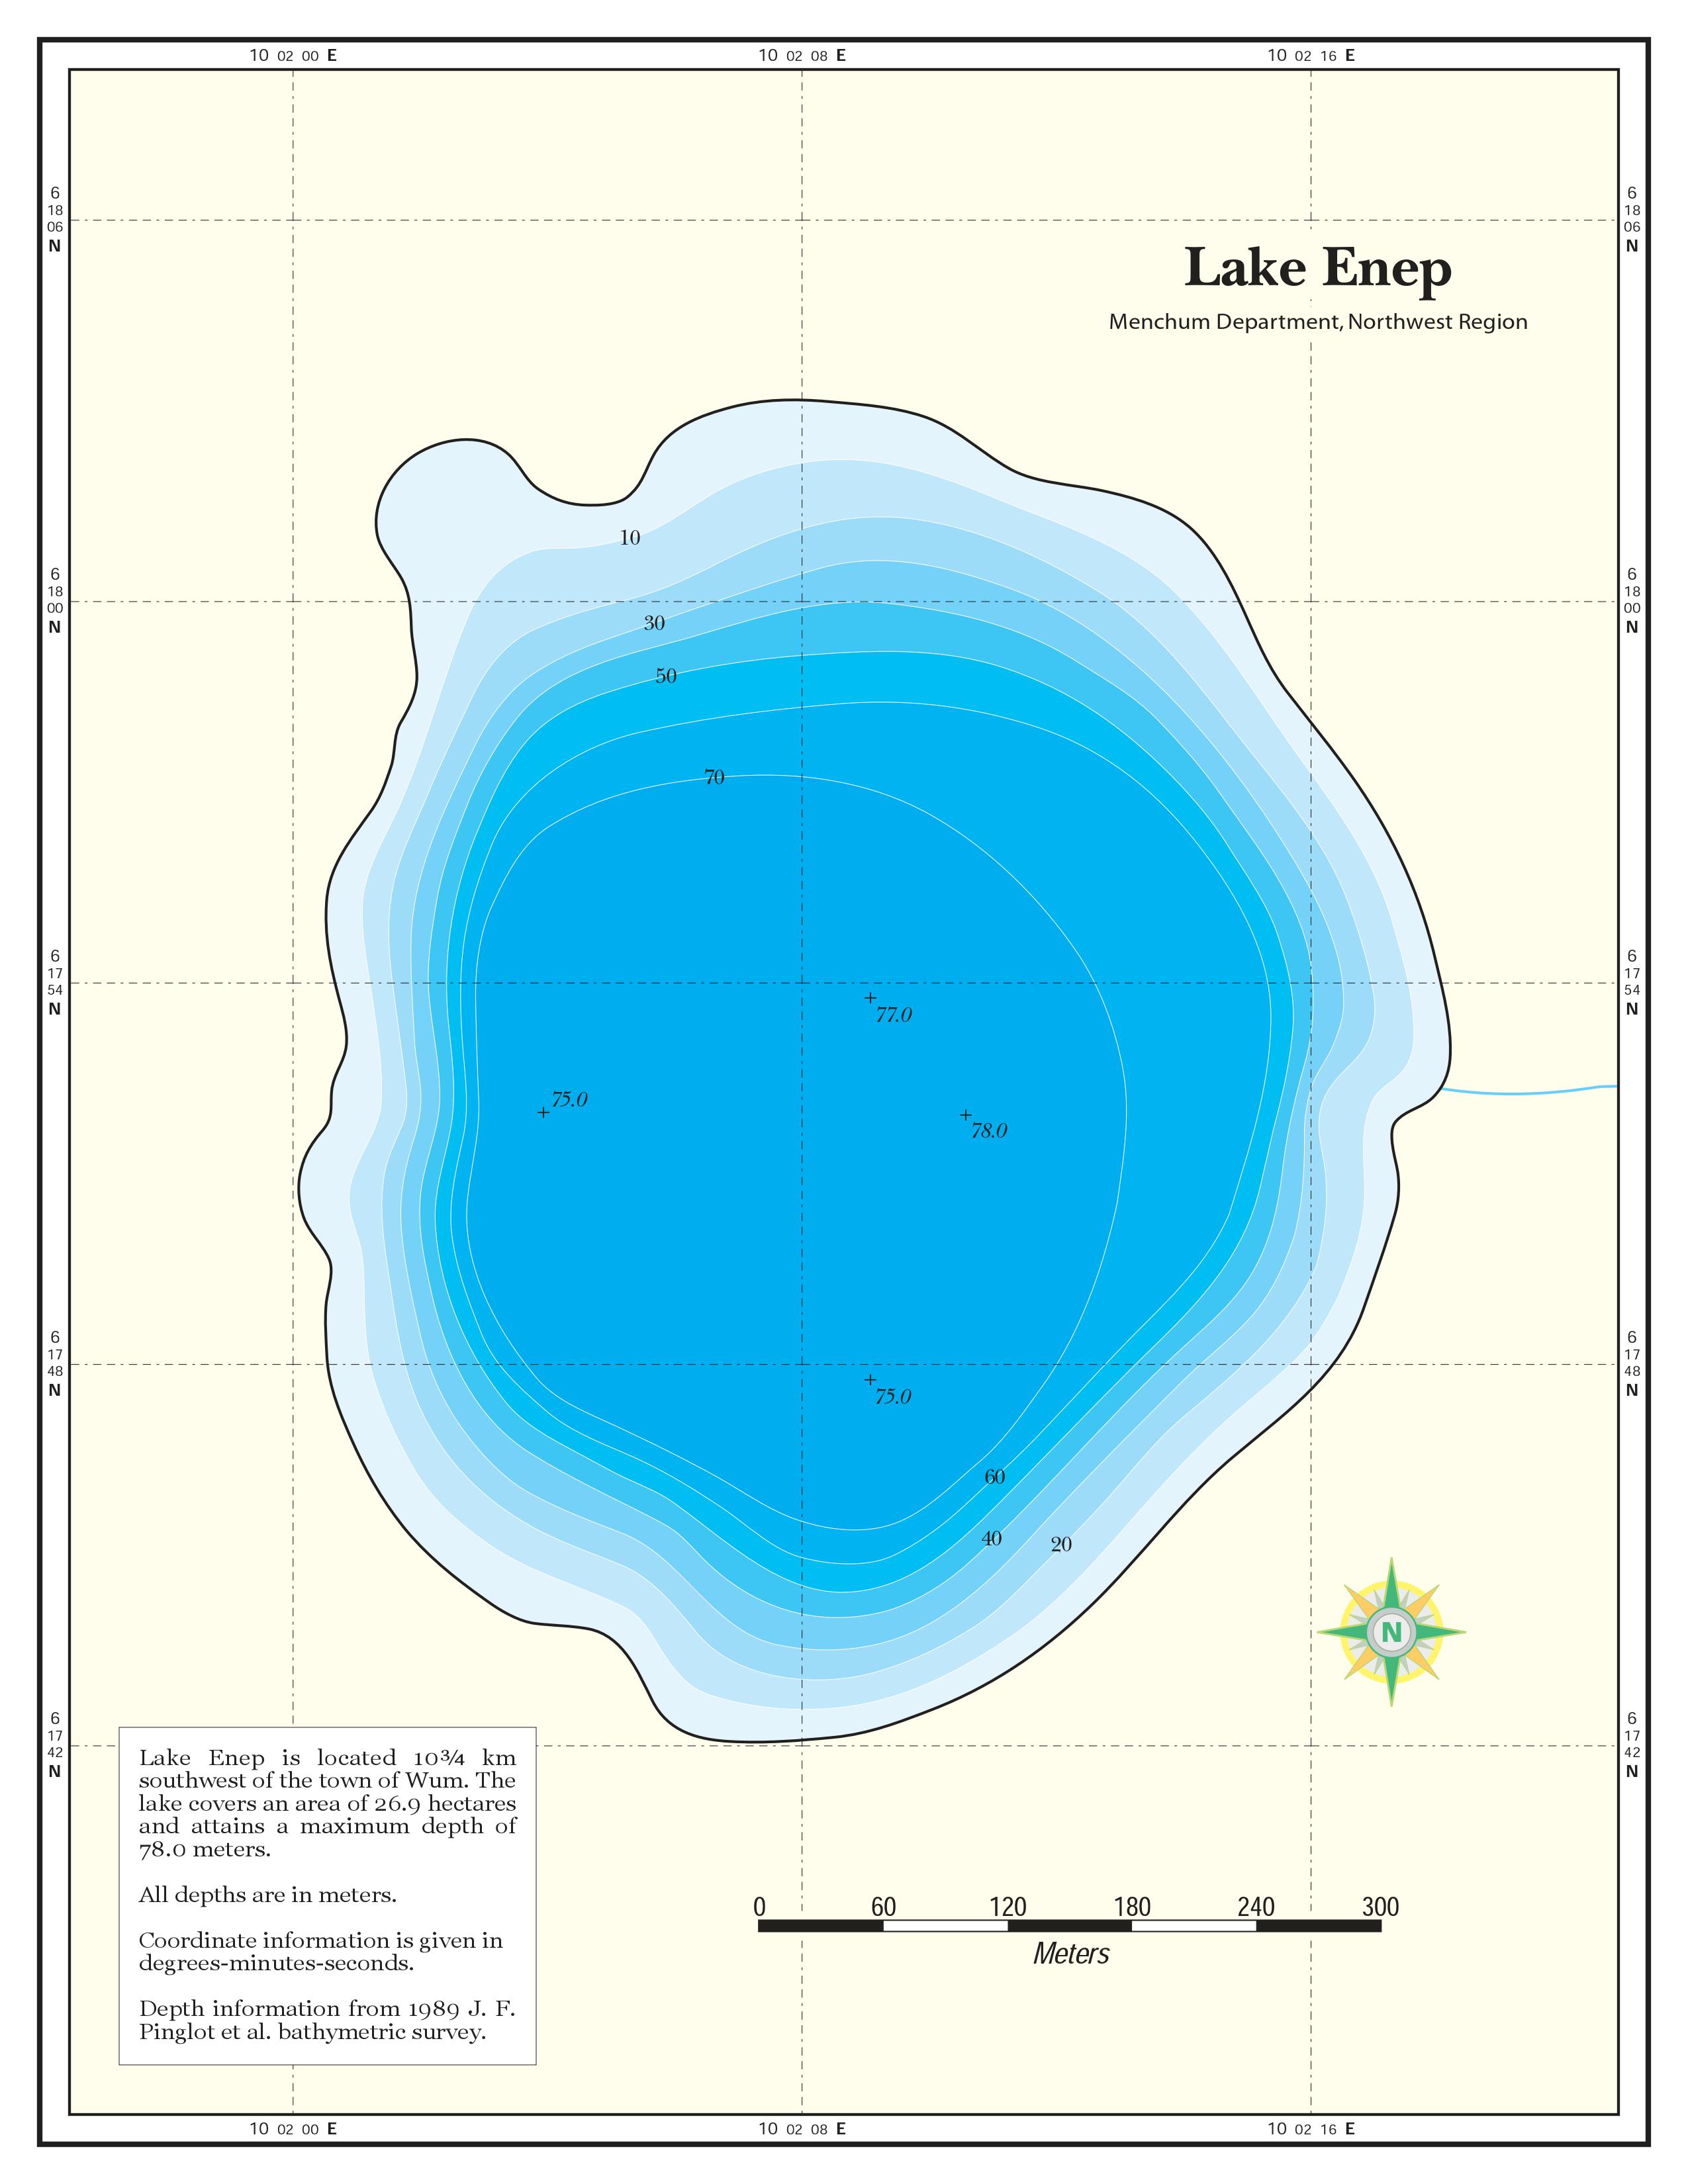 10 02 00 E
10 02 08 E
10 02 16 E
6
18
06
N
6
18
06
N
Lake Enep
Menchum Department, Northwest Region
10
6
18
00
N
6
18
00
N
30
50
70
6
17
54
N
6
17
54
N
77.0
75.0
78.0
6
17
48
N
6
17
48
N
75.0
60
40
20
N
6
17
42
N
6
17
42
N
Lake Enep is located 10¾ km
southwest of the town of Wum. The
lake covers an area of 26.9 hectares
and attains a maximum depth of
78.0 meters.
All depths are in meters.
Coordinate information is given in
degrees-minutes-seconds.
Depth information from 1989 J. F.
Pinglot et al. bathymetric survey.
0 60 120 180 240 300
Meters
10 02 00 E
10 02 08 E
10 02 16 E